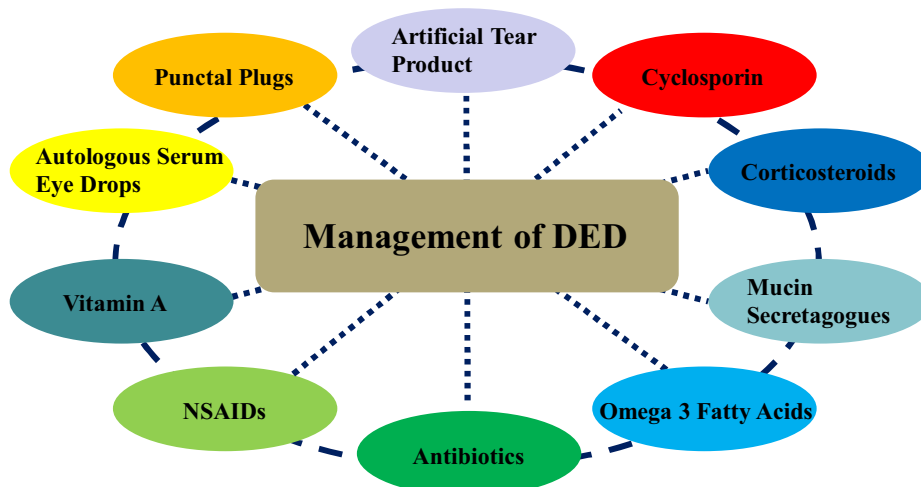 Artificial Tear
Product
Punctal Plugs
Cyclosporin
Autologous Serum
Eye Drops
Corticosteroids
Management of DED
Vitamin A
Mucin
Secretagogues
NSAIDs
Omega 3 Fatty Acids
Antibiotics